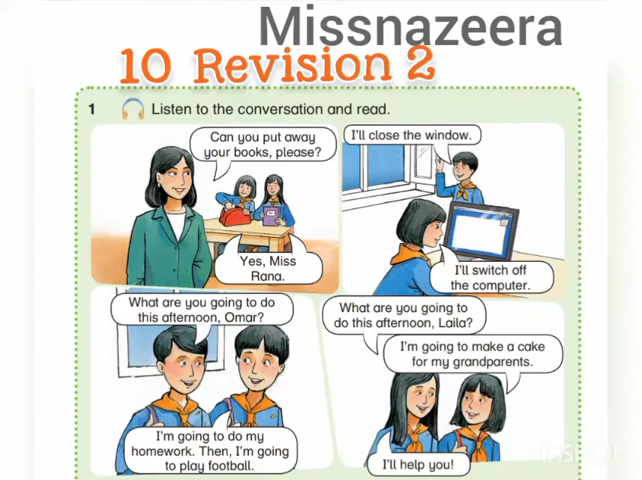 Missnazeera
10 Revision 2
1 Listen to the conversation and read.
Can you put away
your books, please?
Yes, Miss
Rana.
I'll close the window.
I'll switch off
the computer.
What are you going to do
this afternoon, Omar?
I'm going to do my
homework. Then, I'm going
to play football.
What are you going to
do this afternoon, Laila?
I'm going to make a cake
for my grandparents.
I'll help you!